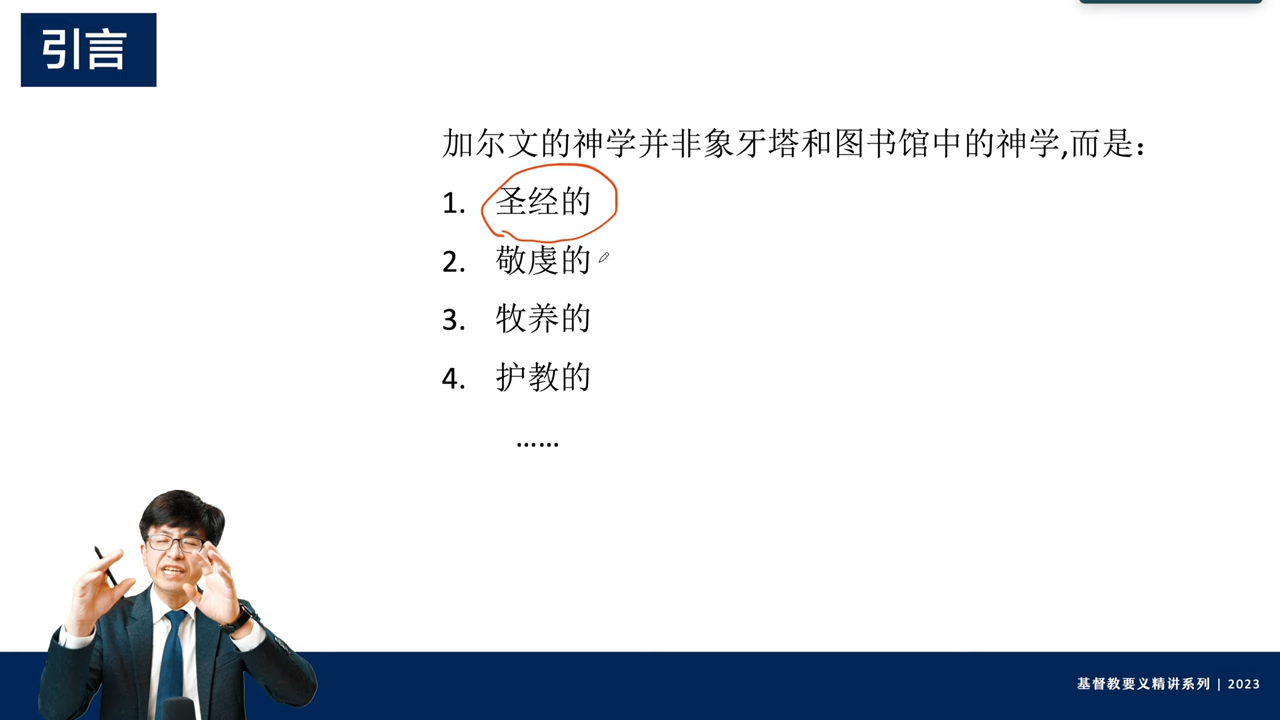 引言
加尔文的神学并非象牙塔和图书馆中的神学,而是：
1. 圣经的
2. 敬虔的
3. 牧养的
4. 护教的
……
基督教要义精讲系列 | 2023